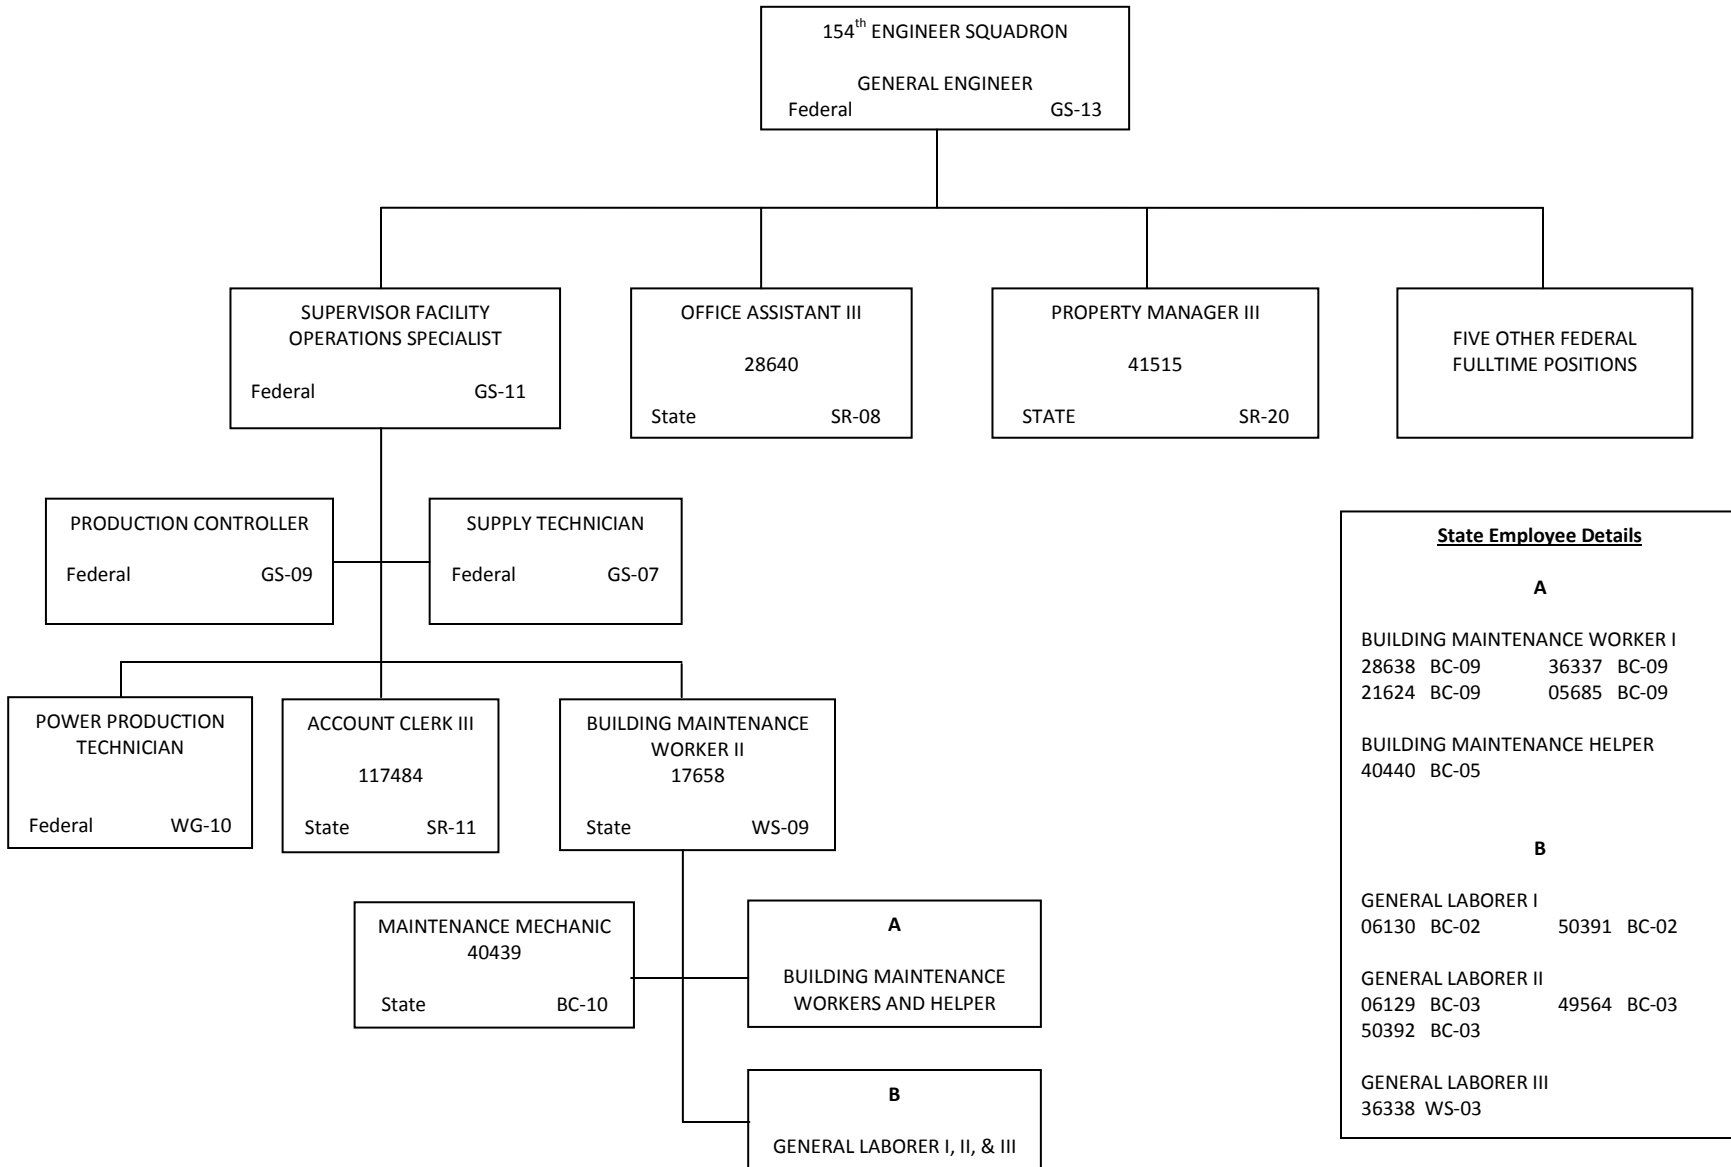 154th ENGINEER SQUADRON
GENERAL ENGINEER
Federal GS-13
SUPERVISOR FACILITY
OPERATIONS SPECIALIST
Federal GS-11
OFFICE ASSISTANT III
28640
State SR-08
PROPERTY MANAGER III
41515
STATE SR-20
FIVE OTHER FEDERAL
FULLTIME POSITIONS
PRODUCTION CONTROLLER
Federal GS-09
SUPPLY TECHNICIAN
Federal GS-07
POWER PRODUCTION
TECHNICIAN
Federal WG-10
ACCOUNT CLERK III
117484
State SR-11
BUILDING MAINTENANCE
WORKER II
17658
State WS-09
MAINTENANCE MECHANIC
40439
State BC-10
A
BUILDING MAINTENANCE
WORKERS AND HELPER
B
GENERAL LABORER I, II, & III
State Employee Details
A
BUILDING MAINTENANCE WORKER I
28638 BC-09 36337 BC-09
21624 BC-09 05685 BC-09
BUILDING MAINTENANCE HELPER
40440 BC-05
B
GENERAL LABORER I
06130 BC-02 50391 BC-02
GENERAL LABORER II
06129 BC-03 49564 BC-03
50392 BC-03
GENERAL LABORER III
36338 WS-03